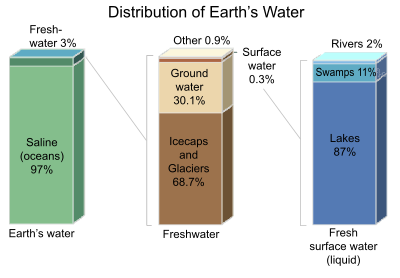 Distribution of Earth's Water
Fresh-
water 3%
Saline
(oceans)
97%
Earth's water
Other 0.9%
Ground
water
30.1%
Icecaps
and
Glaciers
68.7%
Freshwater
Surface
water
0.3%
Rivers 2%
Swamps 11%
Lakes
87%
Fresh
surface water
(liquid)